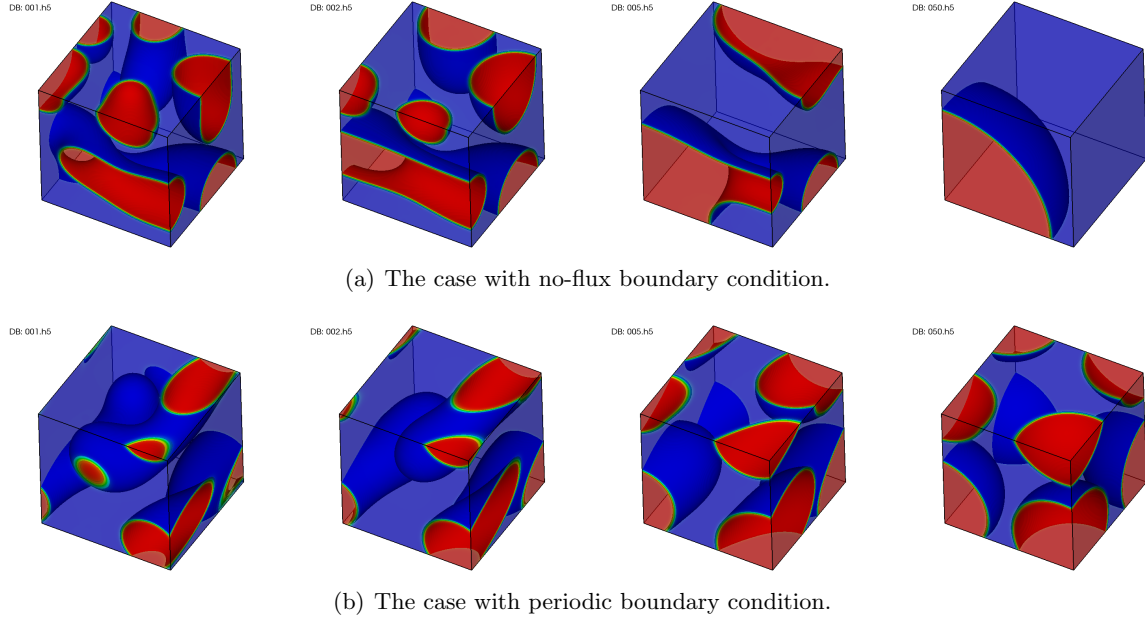 DB: 001.h5
DB: 002.h5
DB: 005.h5
DB: 050.h5
(a) The case with no-flux boundary condition.
DB: 001.h5
DB: 002.h5
DB: 005.h5
DB: 050.h5
(b) The case with periodic boundary condition.